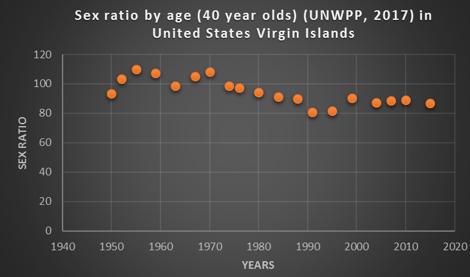 Sex ratio by age (40 year olds) (UNWPP, 2017) in
United States Virgin Islands
120
100
80
60
40
20
0
SEX RATIO
1940 1950 1960 1970 1980 1990 2000 2010 2020
YEARS